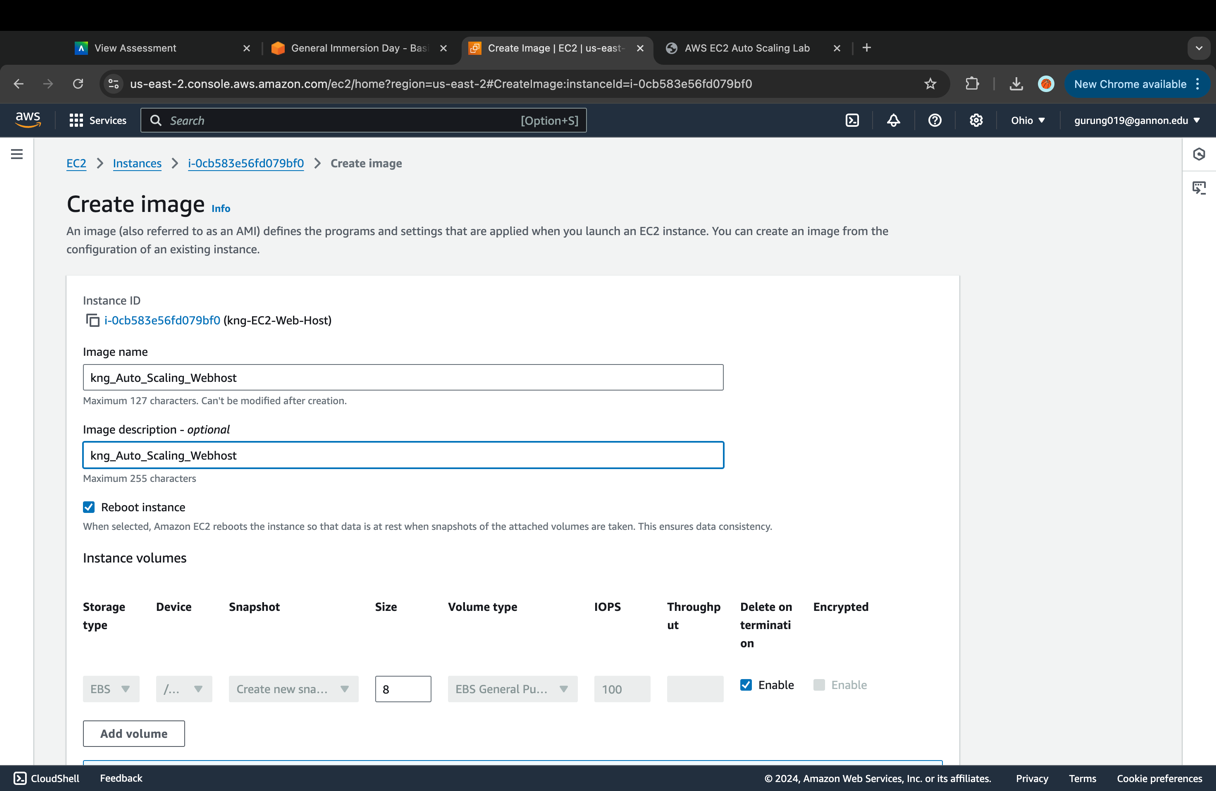 View Assessment
General Immersion Day - Bas
Create Image | EC2 | us-east-
AWS EC2 Auto Scaling Lab
us-east-2.console.aws.amazon.com/ec2/home?region=us-east-2#CreateImage:instanceId=i-0cb583e56fd079bf0
New Chrome available
aws
Services
Search
[Option+S]
Ohio
gurung019@gannon.edu
EC2 > Instances > i-0cb583e56fd079bf0 > Create image
Create image Info
An image (also referred to as an AMI) defines the programs and settings that are applied when you launch an EC2 instance. You can create an image from the
configuration of an existing instance.
Instance ID
i-0cb583e56fd079bf0 (kng-EC2-Web-Host)
Image name
kng_Auto_Scaling_Webhost
Maximum 127 characters. Can't be modified after creation.
Image description - optional
kng_Auto_Scaling_Webhost
Maximum 255 characters
Reboot instance
When selected, Amazon EC2 reboots the instance so that data is at rest when snapshots of the attached volumes are taken. This ensures data consistency.
Instance volumes
Storage type
Device
Snapshot
Size
Volume type
IOPS
Throughput
Delete on termination
Encrypted
EBS
/...
Create new sna...
8
EBS General Pu...
100
Enable
Enable
Add volume
CloudShell
Feedback
© 2024, Amazon Web Services, Inc. or its affiliates.
Privacy
Terms
Cookie preferences